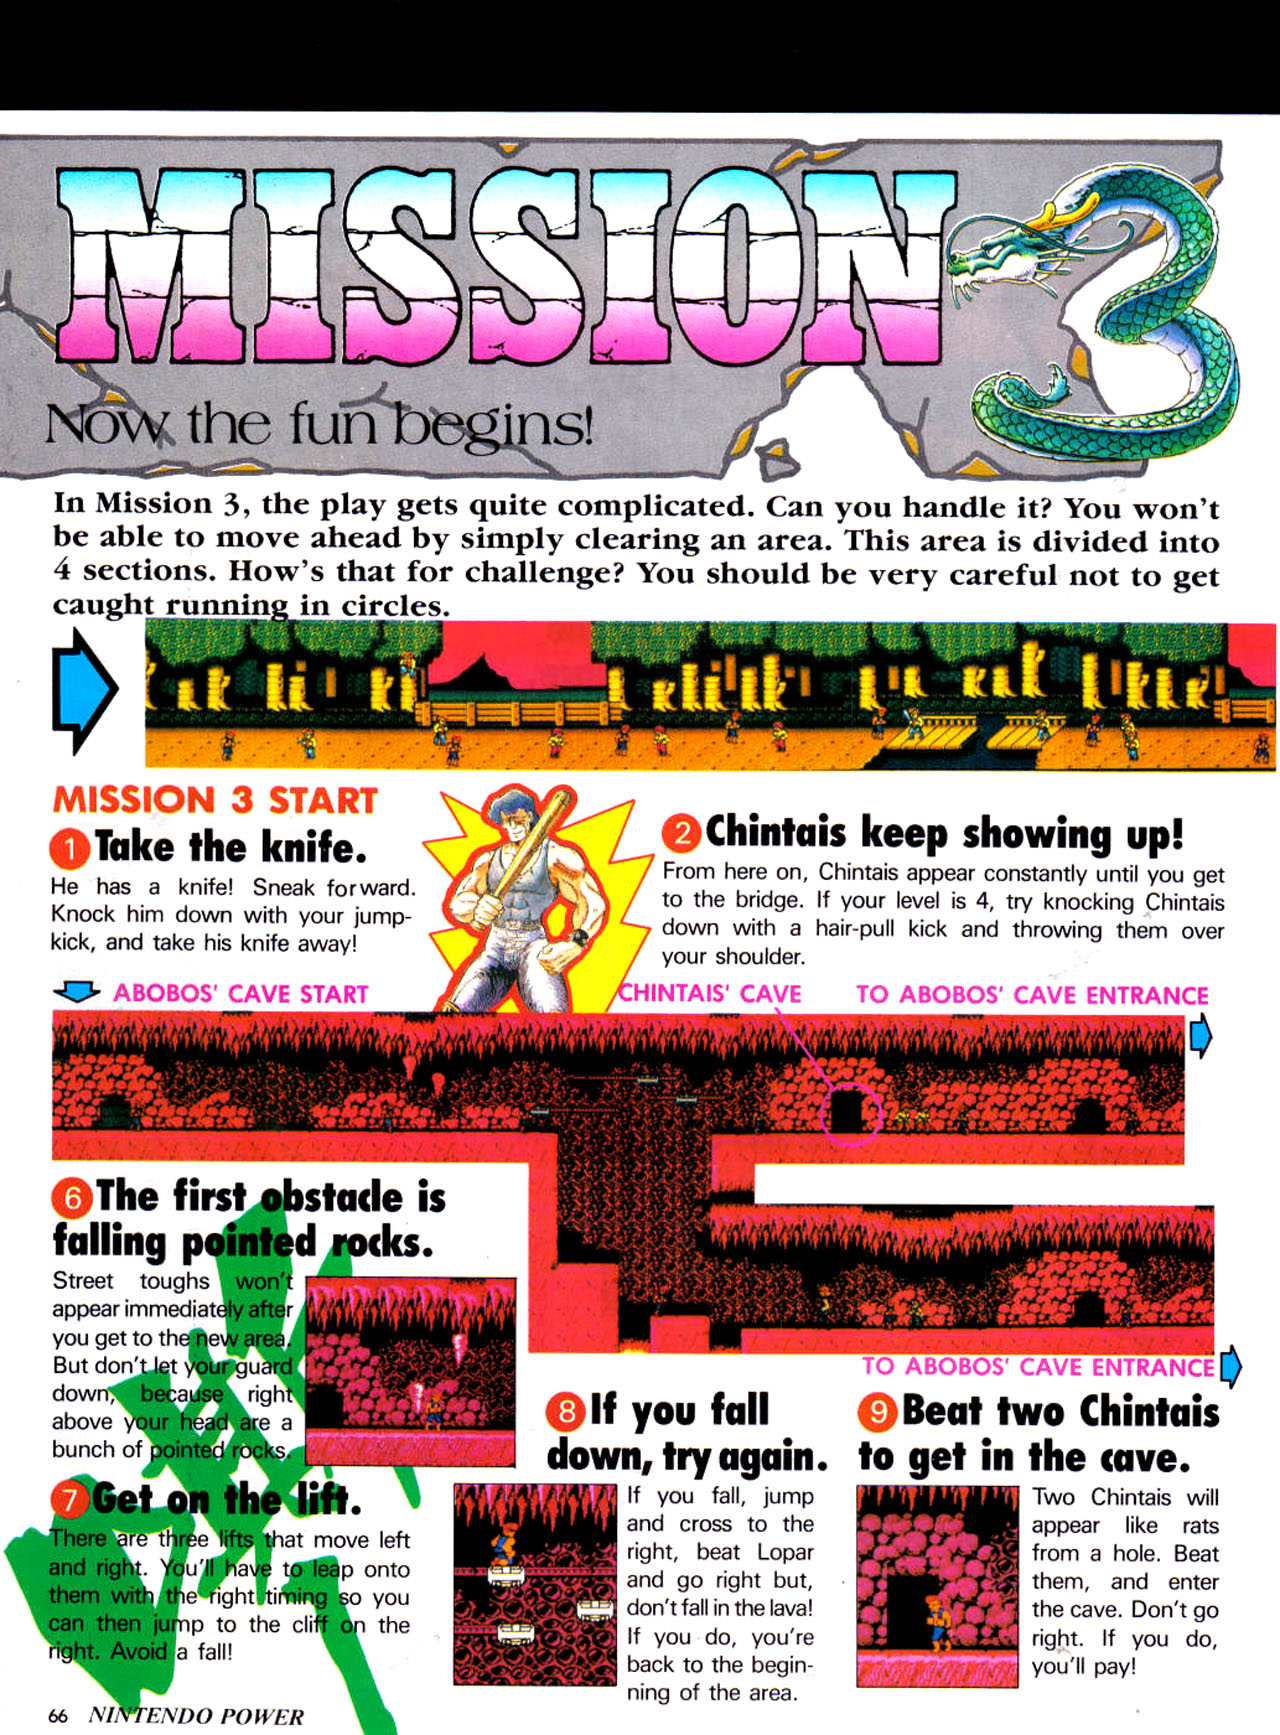 MISSION 3
Now the fun begins!
In Mission 3, the play gets quite complicated. Can you handle it? You won't
be able to move ahead by simply clearing an area. This area is divided into
4 sections. How's that for challenge? You should be very careful not to get
caught running in circles.
MISSION 3 START
1 Take the knife.
He has a knife! Sneak forward.
Knock him down with your jump-
kick, and take his knife away!
2 Chintais keep showing up!
From here on, Chintais appear constantly until you get
to the bridge. If your level is 4, try knocking Chintais
down with a hair-pull kick and throwing them over
your shoulder.
ABOBOS' CAVE START
CHINTAIS' CAVE
TO ABOBOS' CAVE ENTRANCE
6 The first obstacle is
falling pointed rocks.
Street toughs won't
appear immediately after
you get to the new area.
But don't let your guard
down, because right
above your head are a
bunch of pointed rocks.
7 Get on the lift.
There are three lifts that move left
and right. You'll have to leap onto
them with the right timing so you
can then jump to the cliff on the
right. Avoid a fall!
TO ABOBOS' CAVE ENTRANCE
8 If you fall
down, try again.
If you fall, jump
and cross to the
right, beat Lopar
and go right but,
don't fall in the lava!
If you do, you're
back to the begin-
ning of the area.
9 Beat two Chintais
to get in the cave.
Two Chintais will
appear like rats
from a hole. Beat
them, and enter
the cave. Don't go
right. If you do,
you'll pay!
66 NINTENDO POWER